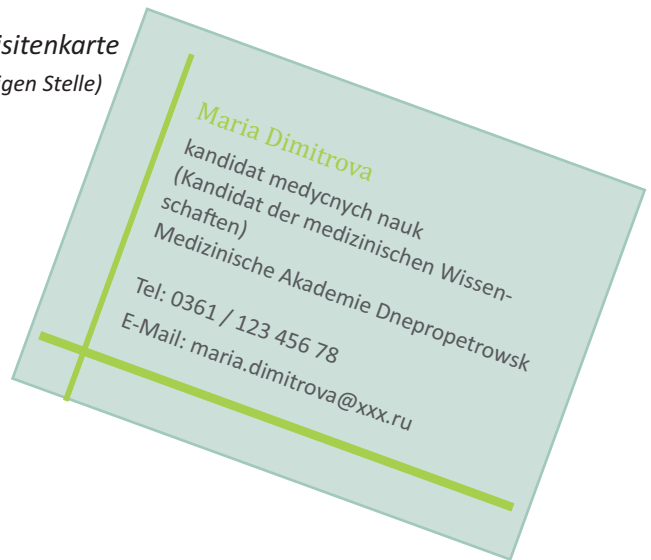 isitenkarte
igen Stelle)
Maria Dimitrova
kandidat medycnych nauk
(Kandidat der medizinischen Wissen-
schaften)
Medizinische Akademie Dnepropetrowsk
Tel: 0361 / 123 456 78
E-Mail: maria.dimitrova@xxx.ru